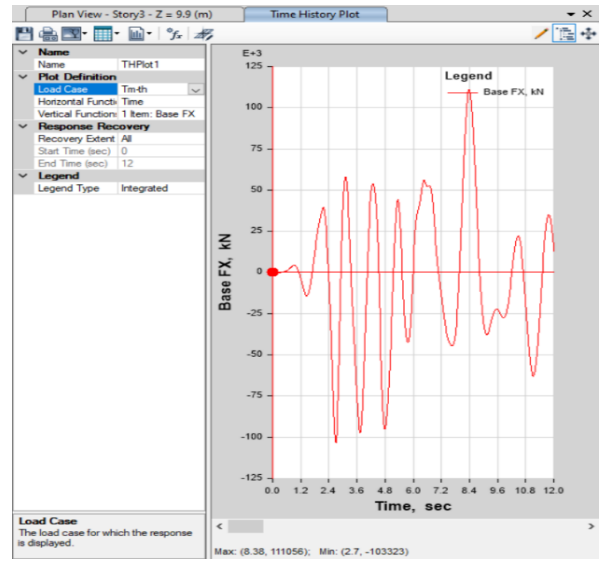 Plan View - Story3 - Z = 9.9 (m)
Time History Plot
Name
Name THPlot1
Plot Definition
Load Case Tm-th
Horizontal Functi Time
Vertical Function: 1 Item: Base FX
Response Recovery
Recovery Extent All
Start Time (sec) 0
End Time (sec) 12
Legend
Legend Type Integrated
Load Case
The load case for which the response
is displayed.
E+3
125
100
75
50
25
0
-25
-50
-75
-100
-125
Base FX, kN
Legend
Base FX, kN
0.0 1.2 2.4 3.6 4.8 6.0 7.2 8.4 9.6 10.8 12.0
Time, sec
Max: (8.38, 111056); Min: (2.7, -103323)